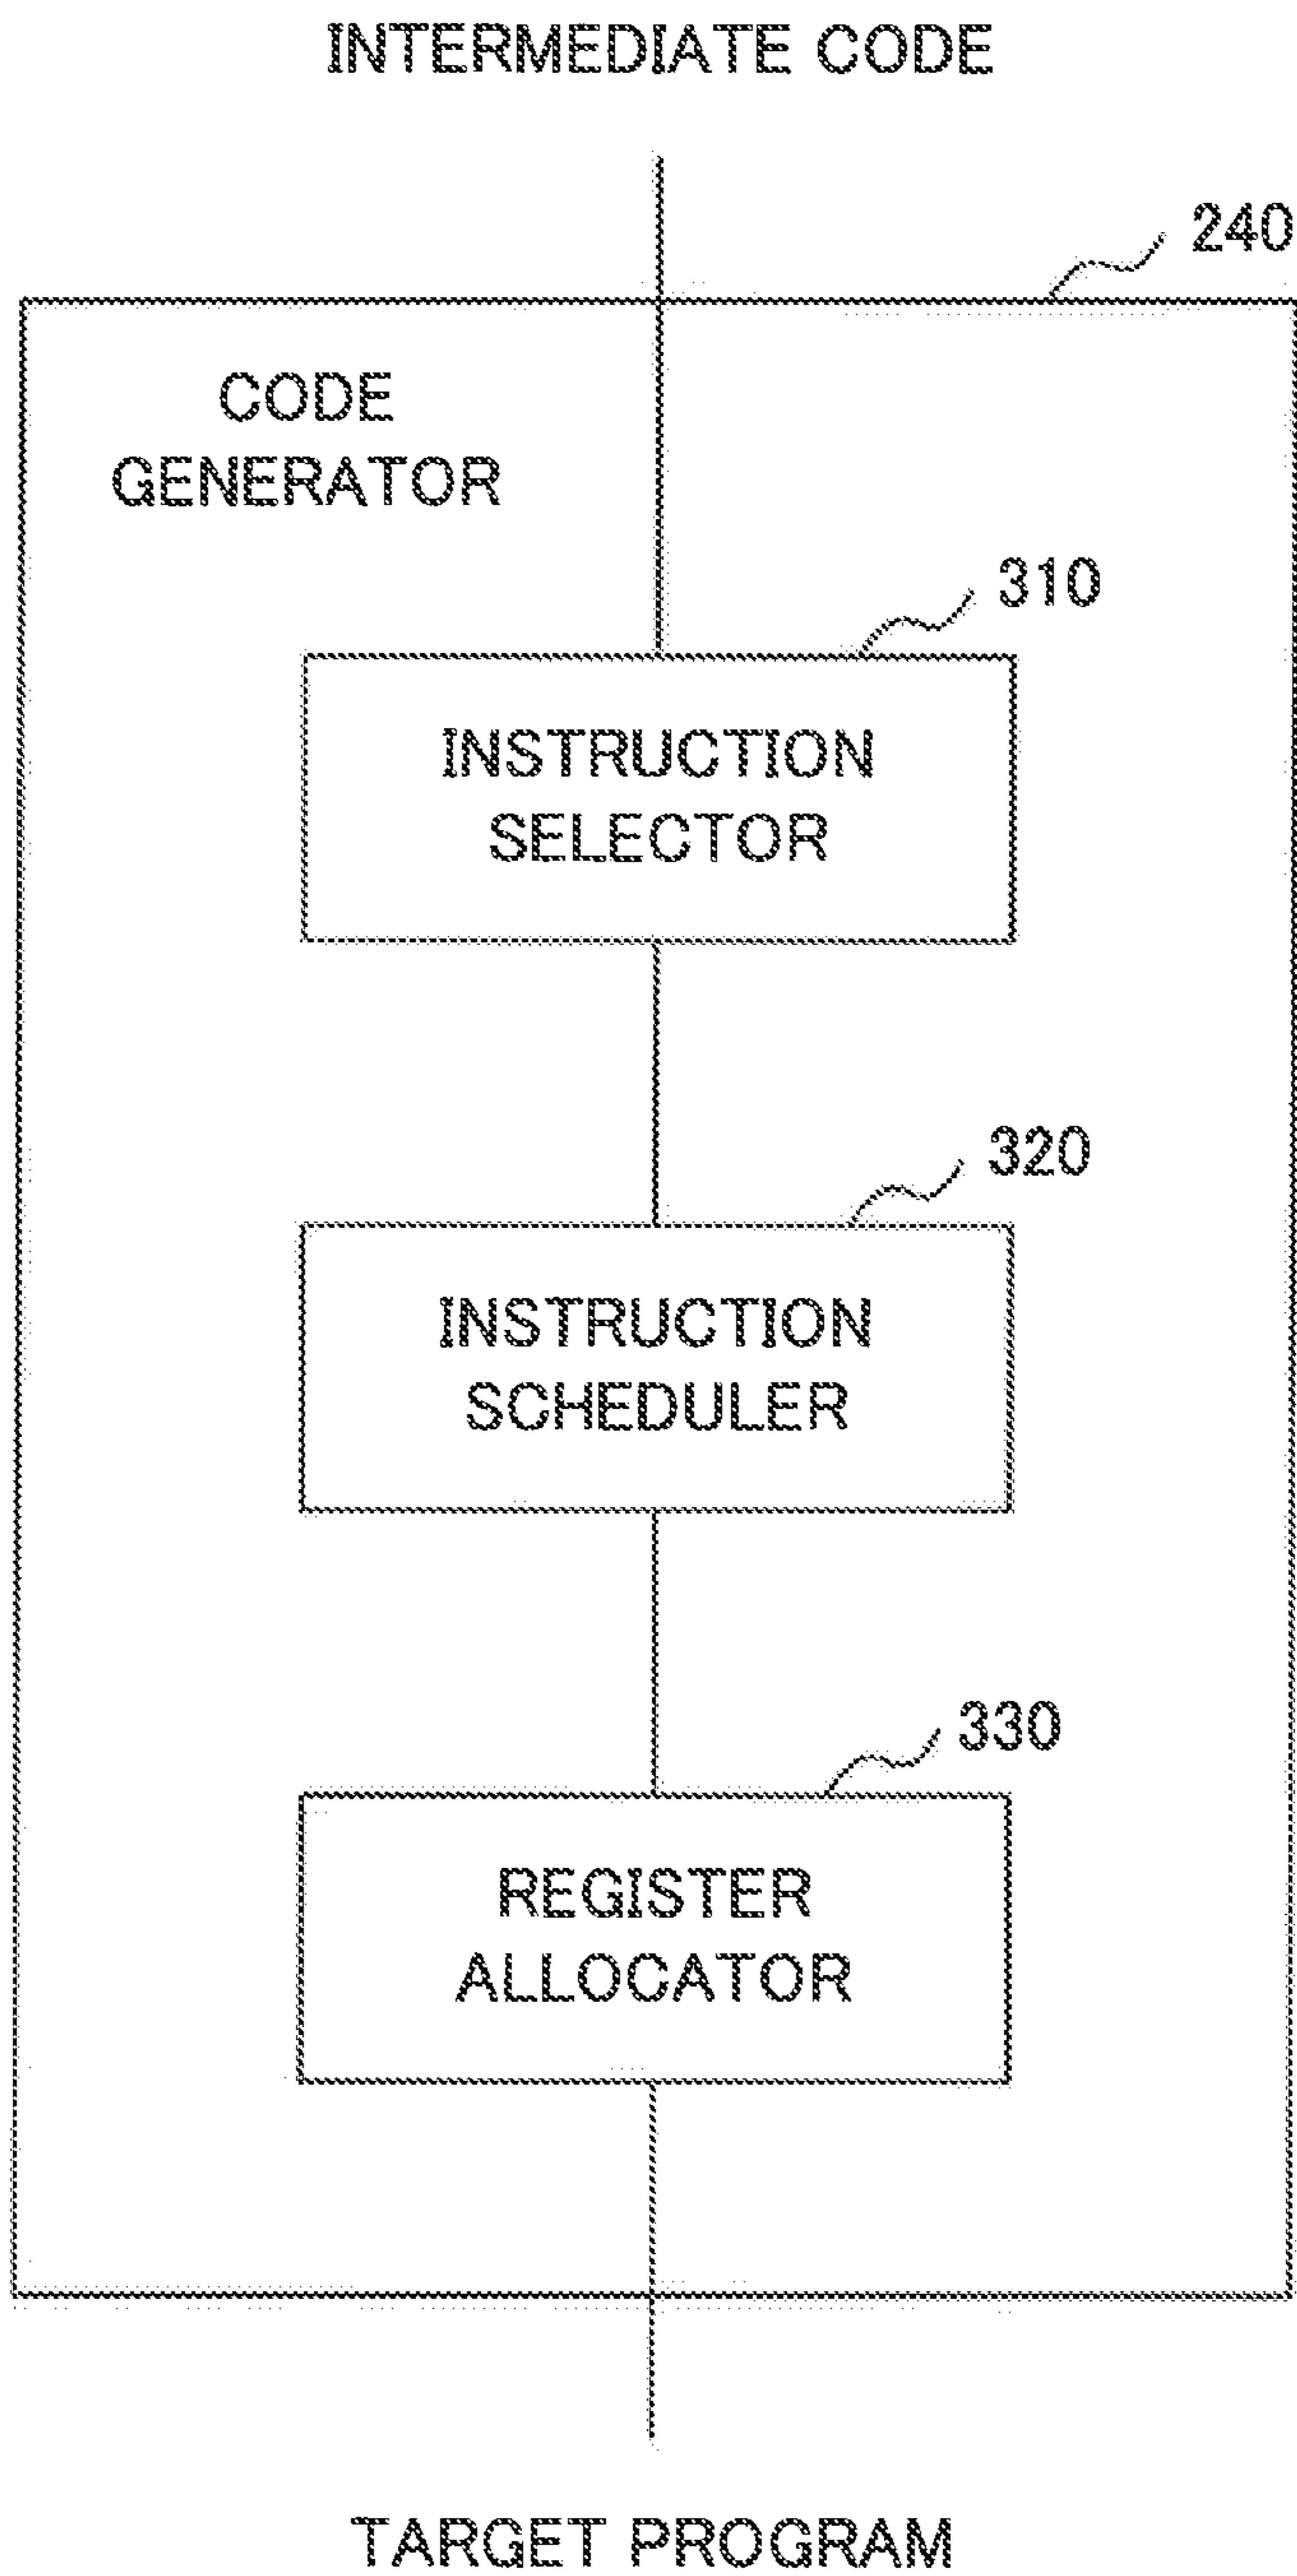 INTERMEDIATE CODE
240
CODE
GENERATOR
310
INSTRUCTION
SELECTOR
320
INSTRUCTION
SCHEDULER
330
REGISTER
ALLOCATOR
TARGET PROGRAM